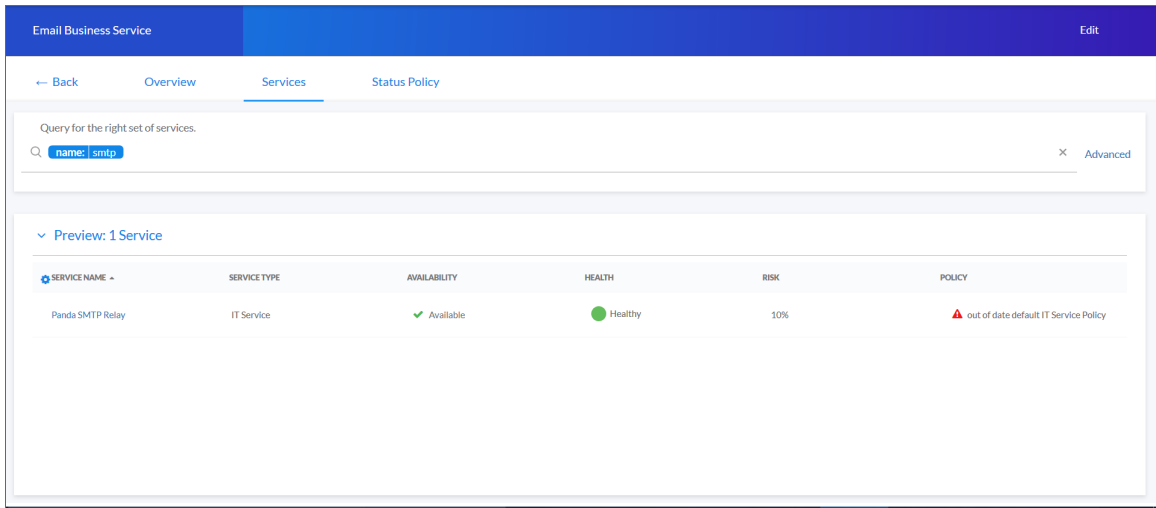 Email Business Service
Edit
← Back
Overview
Services
Status Policy
Query for the right set of services.
name: smtp
Advanced
Preview: 1 Service
SERVICE NAME
SERVICE TYPE
AVAILABILITY
HEALTH
RISK
POLICY
Panda SMTP Relay
IT Service
Available
Healthy
10%
out of date default IT Service Policy